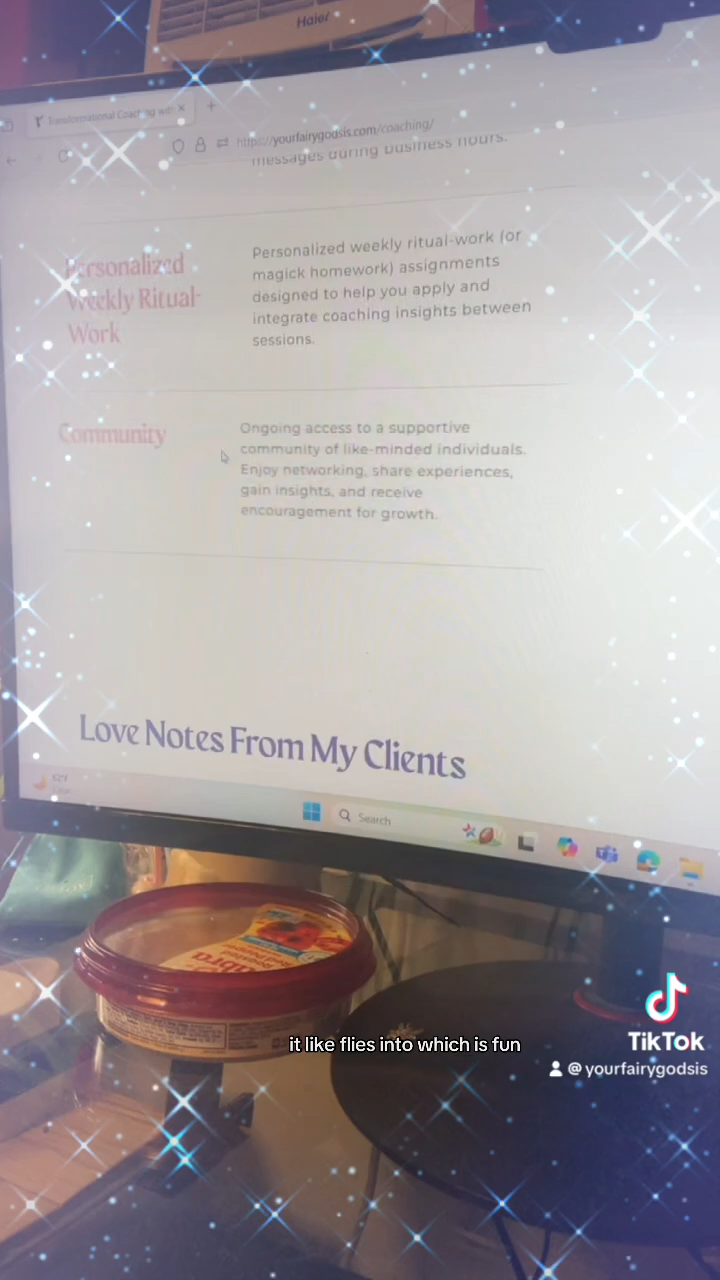 Haier
Transformational Coaching with
https://yourfairygodsis.com/coaching/
messages during business hours.
Personalized
Weekly Ritual-
Work
Personalized weekly ritual-work (or
magick homework) assignments
designed to help you apply and
integrate coaching insights between
sessions.
Community
Ongoing access to a supportive
community of like-minded individuals.
Enjoy networking, share experiences,
gain insights, and receive
encouragement for growth.
Love Notes From My Clients
Search
it like flies into which is fun
TikTok
@yourfairygodsis